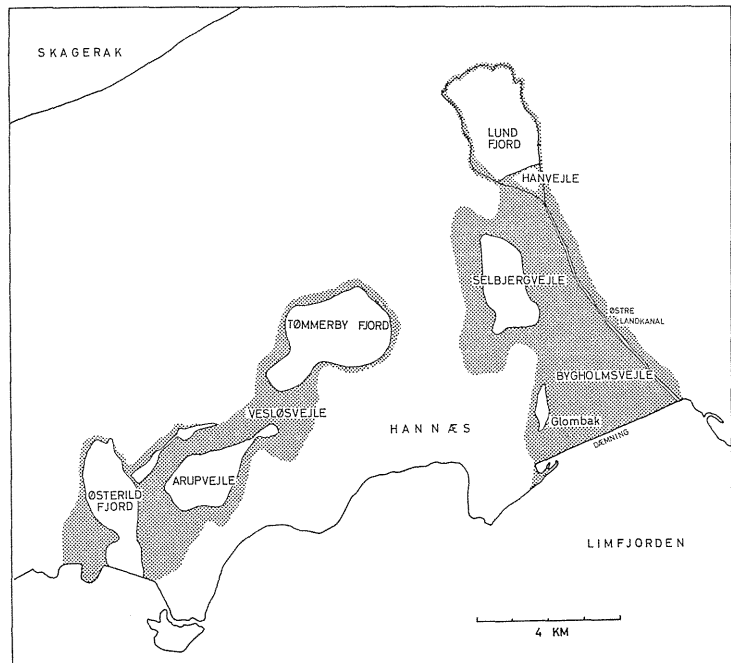 SKAGERAK
LUND
FJORD
HANVEJLE
SELBJERGVEJLE
ØSTRE
LANDKANAL
TØMMERBY FJORD
BYGHOLMSVEJLE
VESLØSVEJLE
Glombak
HANNÆS
DÆMNING
ARUPVEJLE
ØSTERILD
FJORD
LIMFJORDEN
4 KM